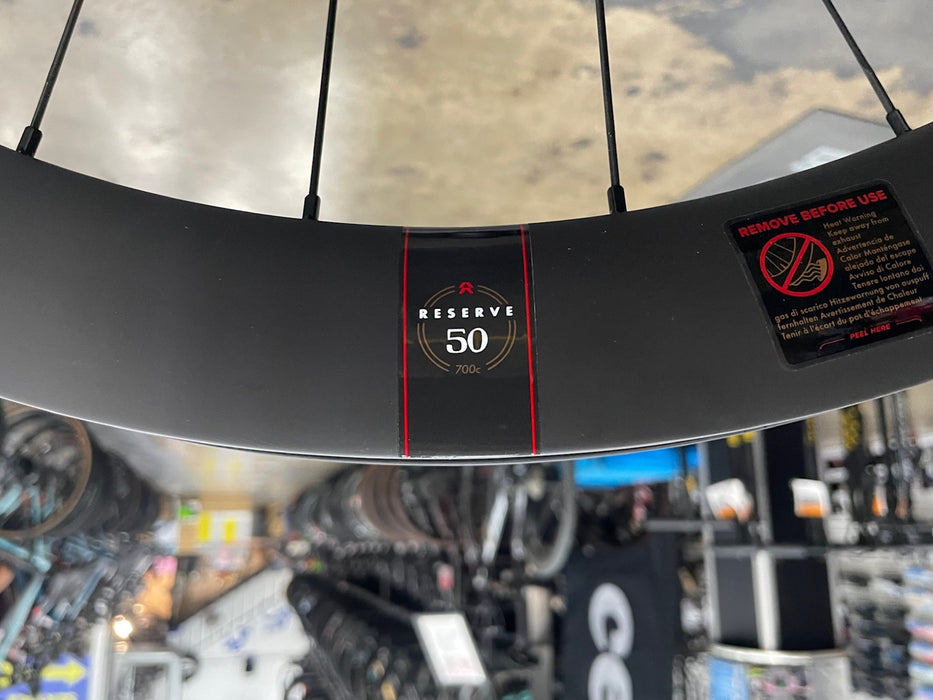 RESERVE
50
700c
REMOVE BEFORE USE
Heat Warning
Keep away from
exhaust
Advertencia de
Calor Manténgase
alejado del escape
Avviso di Calore
Tenere lontano dai
gas di scarico Hitzewarnung von auspuff
fernhalten Avertissement de Chaleur
Tenir à l'écart du pot d'échappement
PEEL HERE